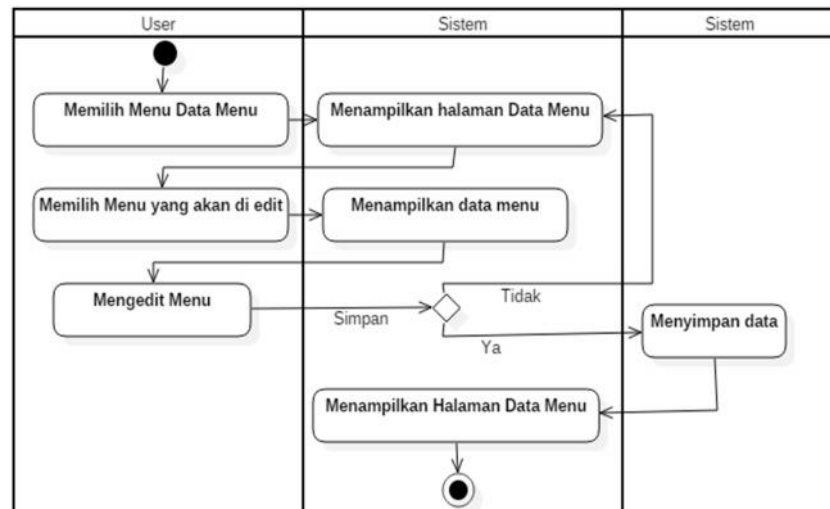 User
Sistem
Sistem
Memilih Menu Data Menu
Menampilkan halaman Data Menu
Memilih Menu yang akan di edit
Menampilkan data menu
Mengedit Menu
Simpan
Tidak
Ya
Menyimpan data
Menampilkan Halaman Data Menu